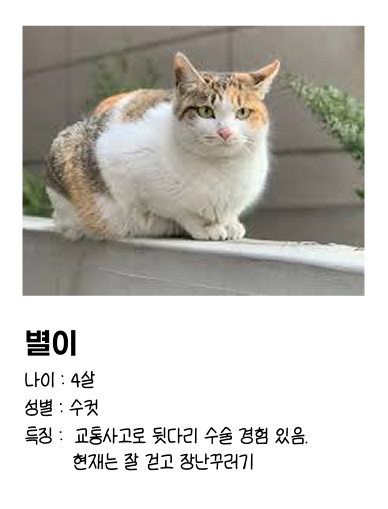 별이
나이 : 4살
성별 : 수컷
특징 : 교통사고로 뒷다리 수술 경험 있음.
현재는 잘 걷고 장난꾸러기